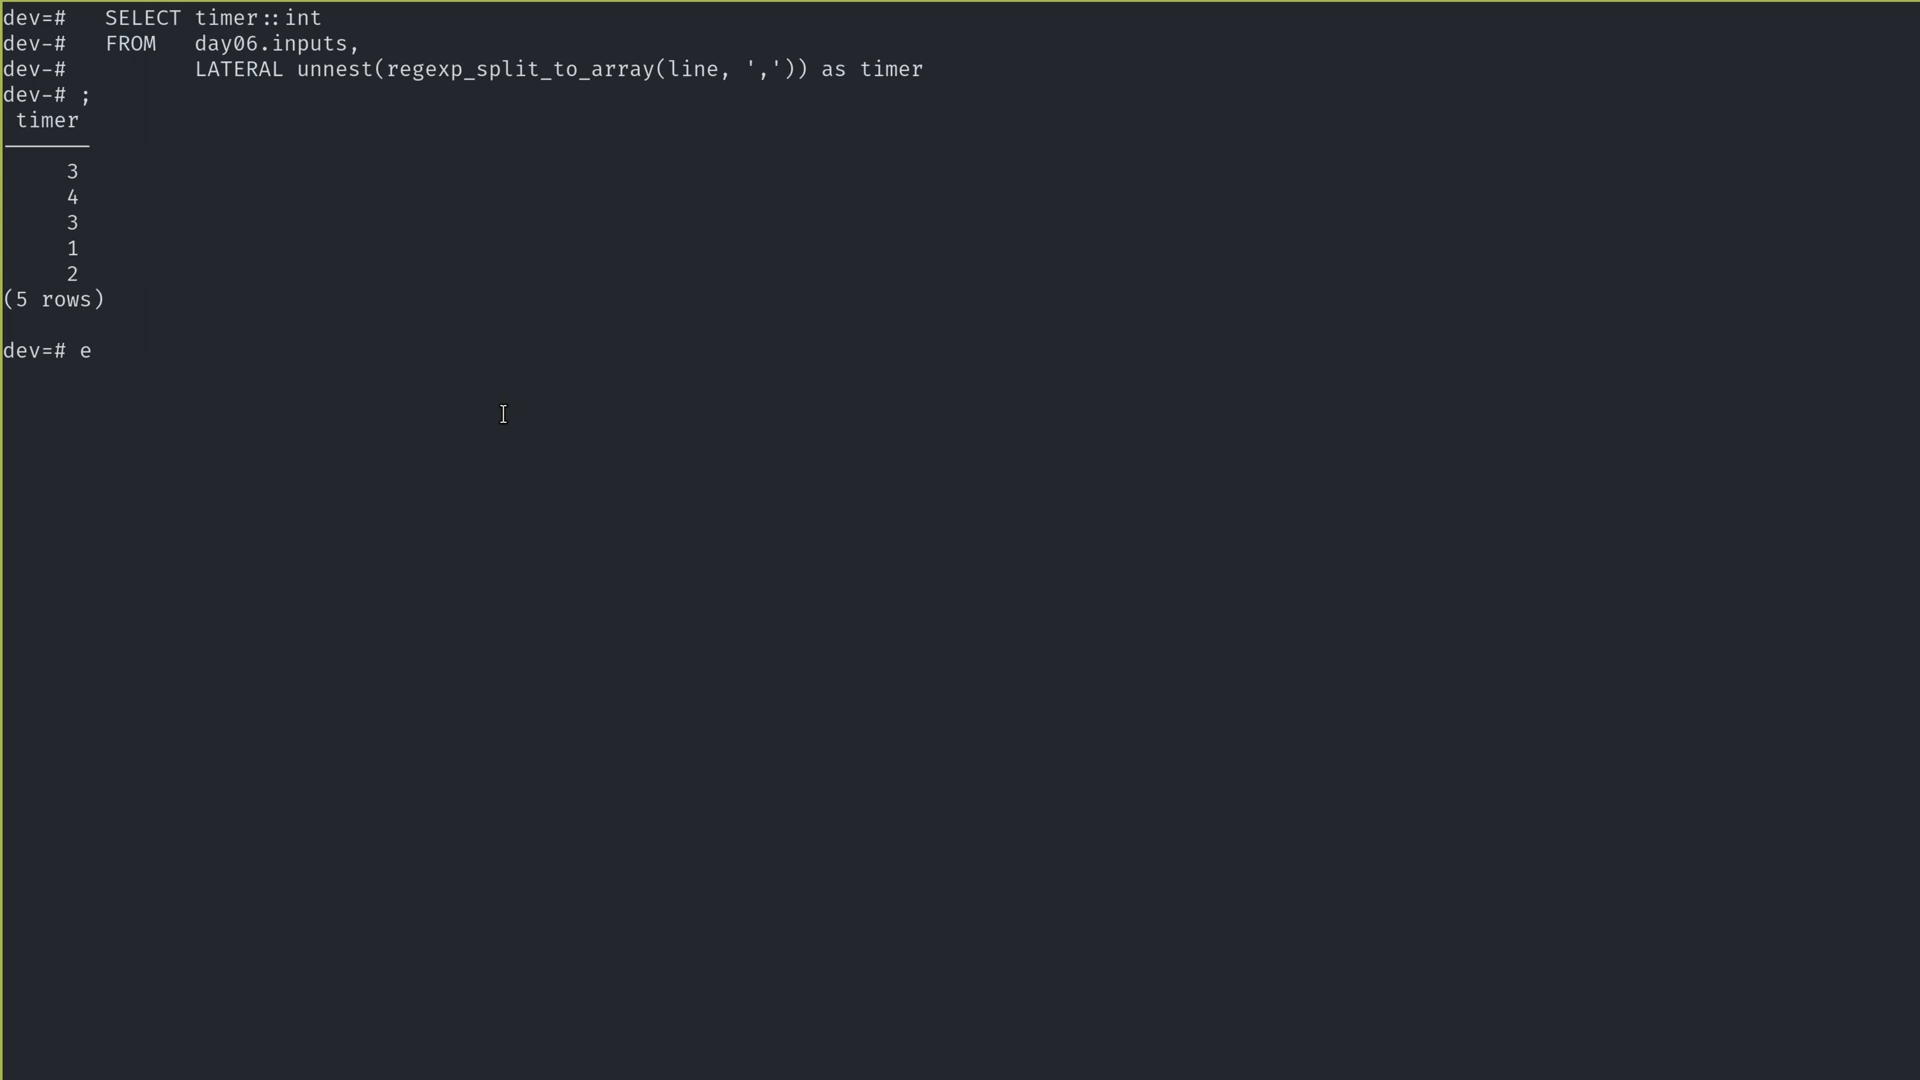 dev=#   SELECT timer::int
dev-#   FROM   day06.inputs,
dev-#          LATERAL unnest(regexp_split_to_array(line, ',')) as timer
dev-# ;
 timer
───────
     3
     4
     3
     1
     2
(5 rows)

dev=# e